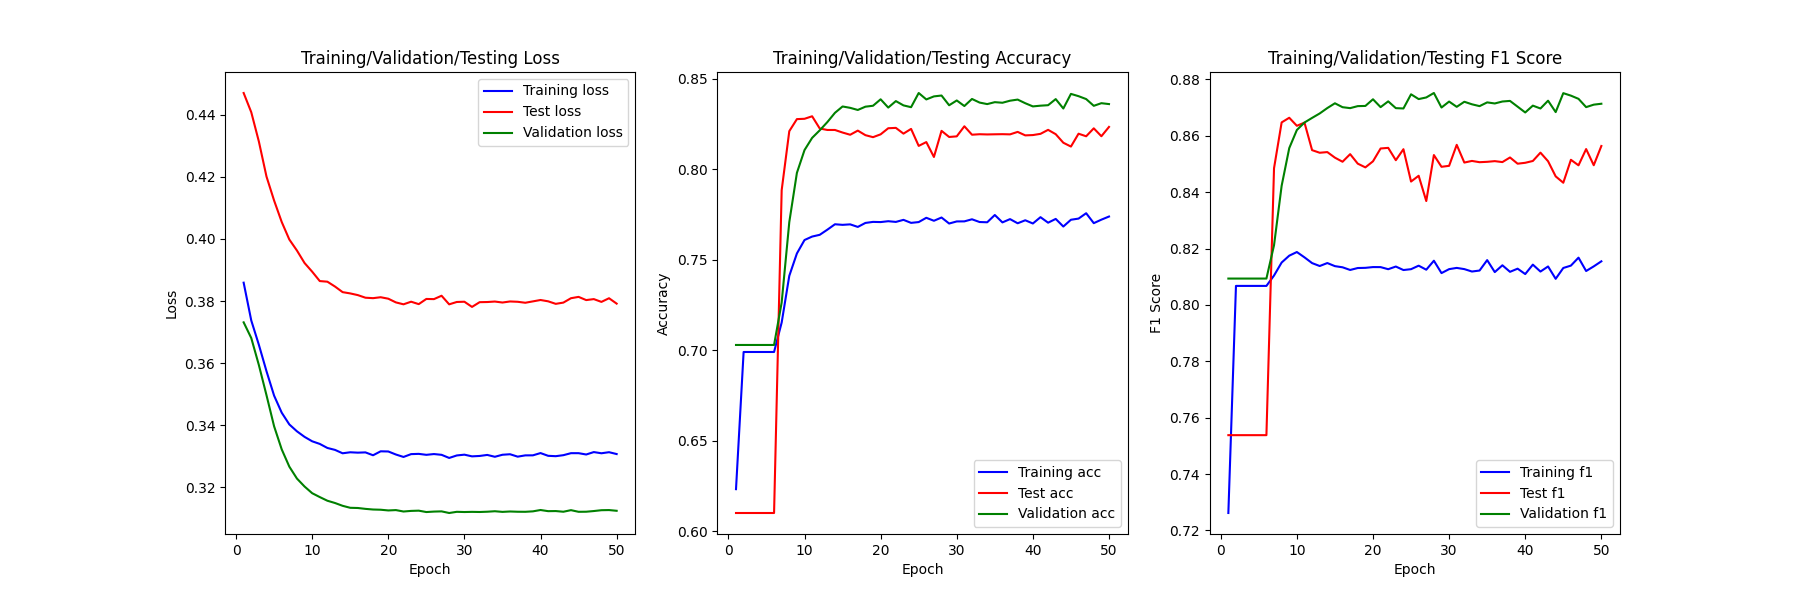 Training/Validation/Testing Loss
0.44
0.42
0.40
0.38
0.36
0.34
0.32
Loss
0 10 20 30 40 50
Epoch
Training loss
Test loss
Validation loss
Training/Validation/Testing Accuracy
0.85
0.80
0.75
0.70
0.65
0.60
Accuracy
0 10 20 30 40 50
Epoch
Training acc
Test acc
Validation acc
Training/Validation/Testing F1 Score
0.88
0.86
0.84
0.82
0.80
0.78
0.76
0.74
0.72
F1 Score
0 10 20 30 40 50
Epoch
Training f1
Test f1
Validation f1